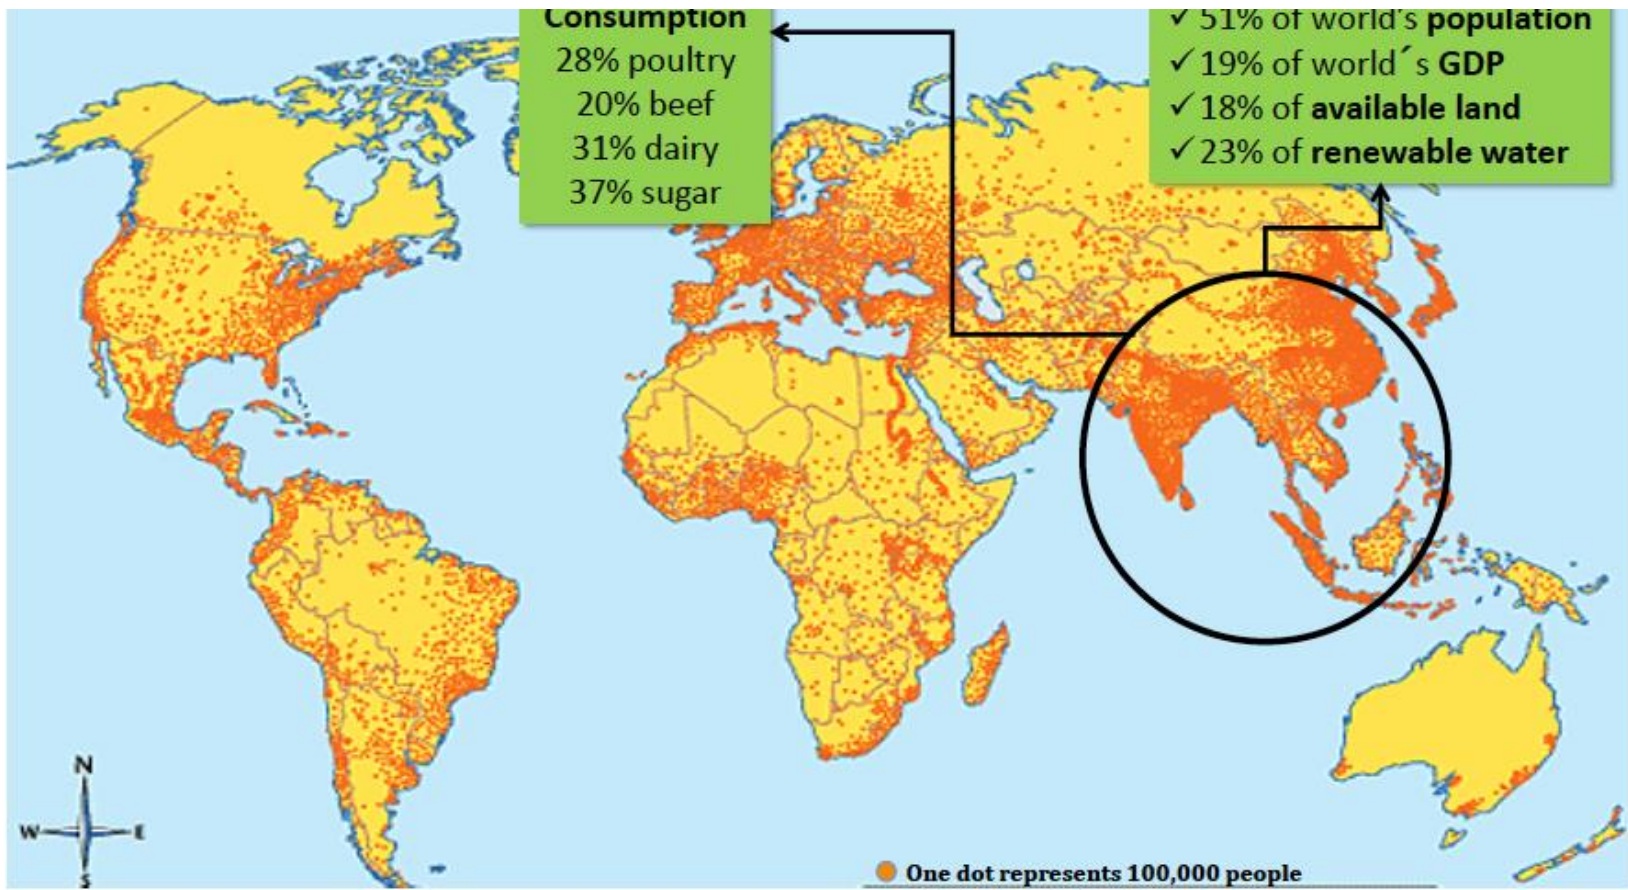 Consumption
28% poultry
20% beef
31% dairy
37% sugar
✓ 51% of world's population
✓ 19% of world´s GDP
✓ 18% of available land
✓ 23% of renewable water
N
W E
S
One dot represents 100,000 people